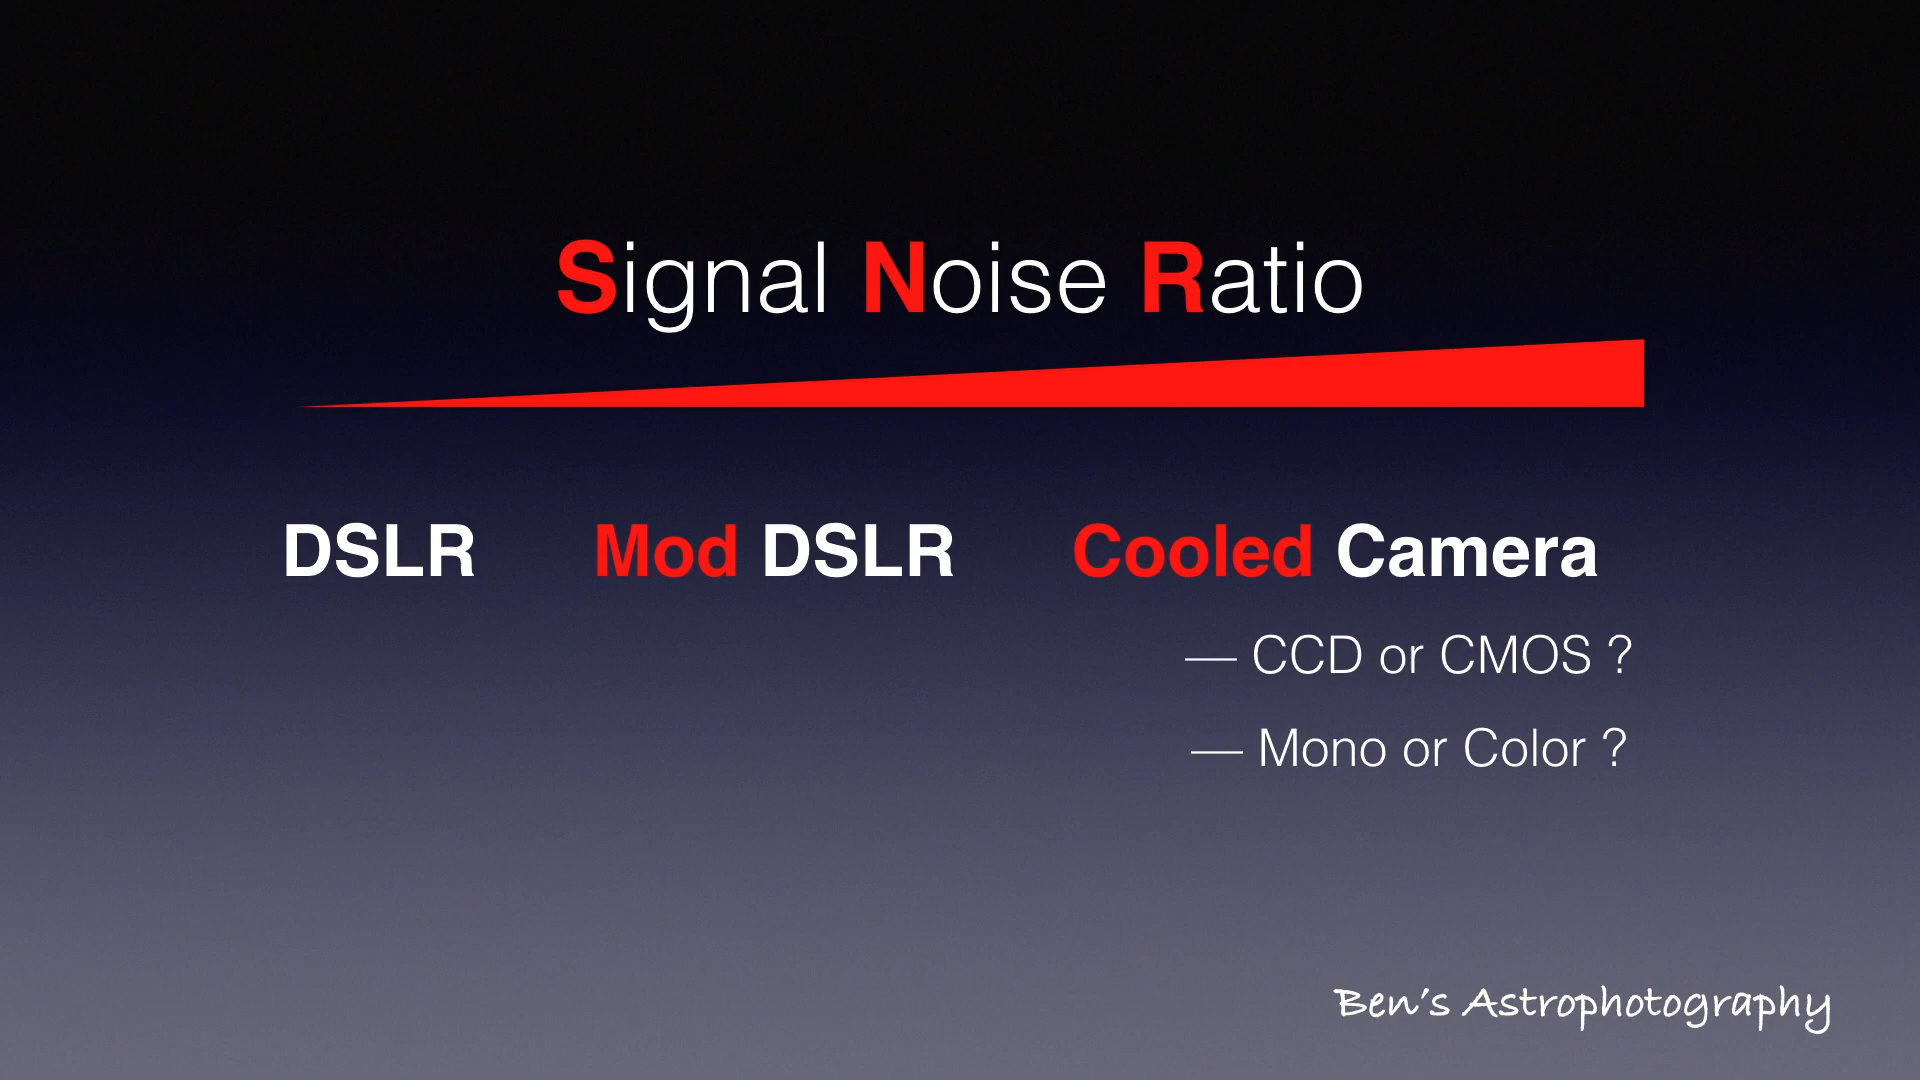 Signal Noise Ratio
DSLR Mod DSLR Cooled Camera
— CCD or CMOS ?
— Mono or Color ?
Ben's Astrophotography